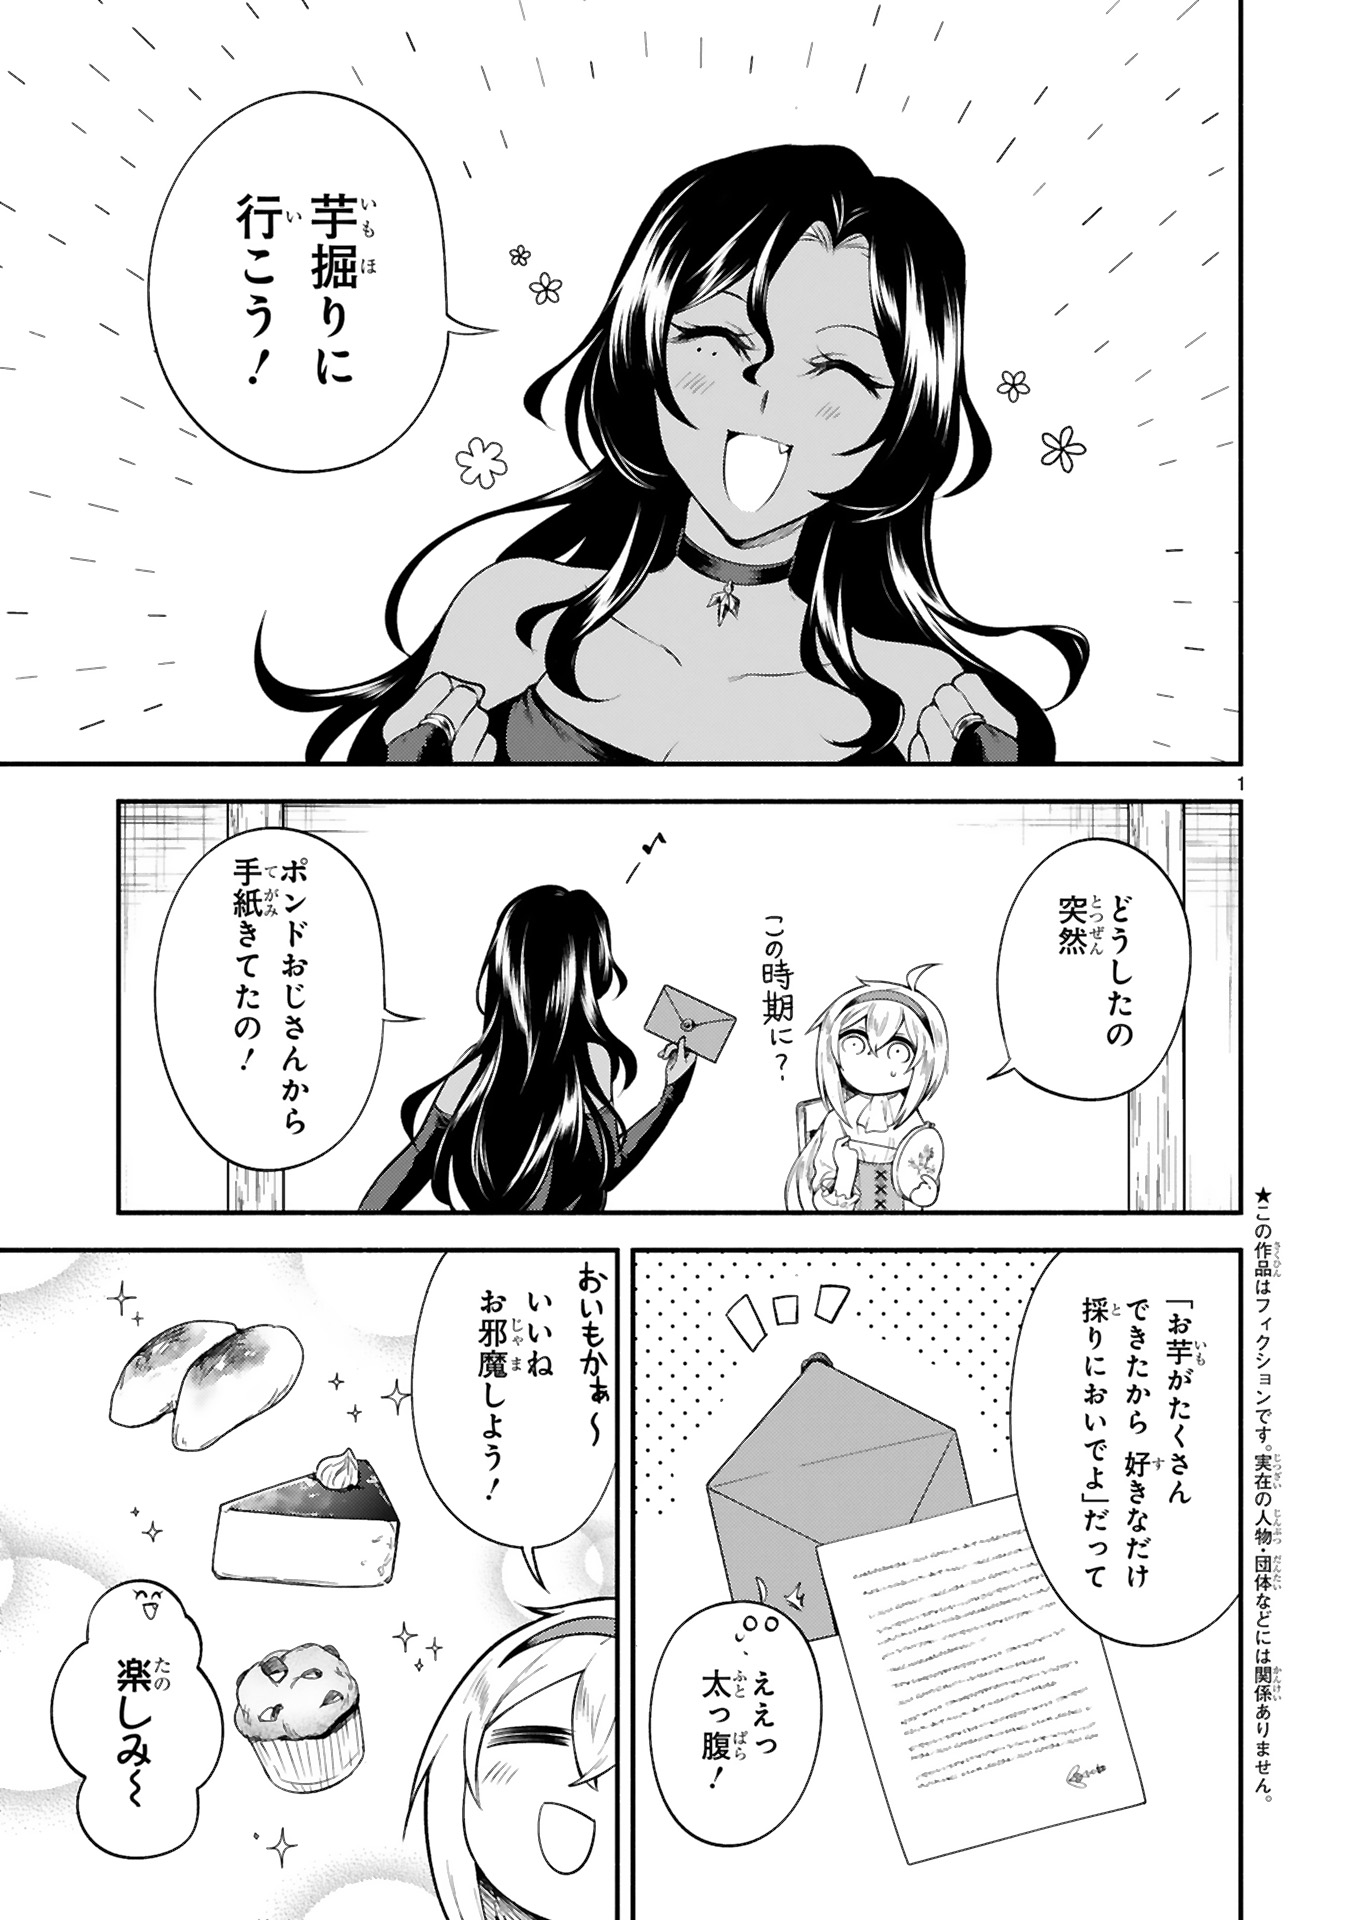 芋掘りに
行こう！
1
どうしたの
突然
この時期に？
ポンドおじさんから
手紙きてたの！
「お芋がたくさん
できたから 好きなだけ
採りにおいでよ」だって
ええっ
太っ腹！
おいもかぁ〜
いいね
お邪魔しよう！
楽しみ〜
★この作品はフィクションです。実在の人物・団体などには関係ありません。